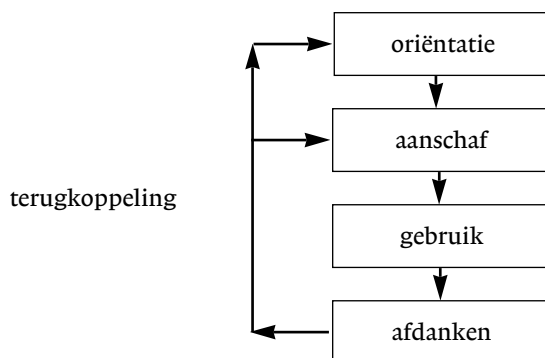 oriëntatie
aanschaf
terugkoppeling
gebruik
afdanken